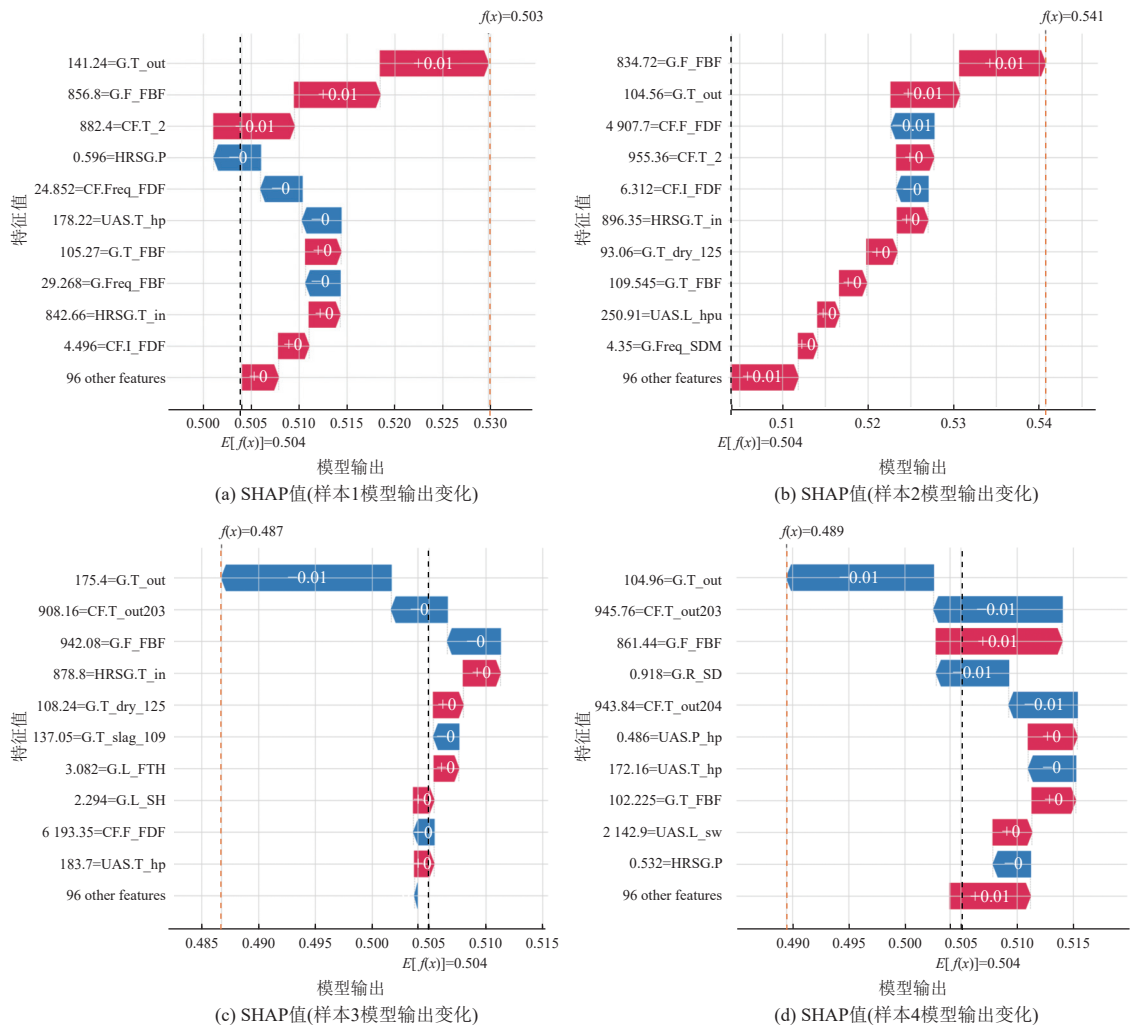 f(x)=0.503
141.24=G.T_out
+0.01
856.8=G.F_FBF
+0.01
882.4=CF.T_2
+0.01
0.596=HRSG.P
−0
24.852=CF.Freq_FDF
−0
178.22=UAS.T_hp
−0
105.27=G.T_FBF
+0
29.268=G.Freq_FBF
−0
842.66=HRSG.T_in
+0
4.496=CF.I_FDF
+0
96 other features
+0
特征值
0.500 0.505 0.510 0.515 0.520 0.525 0.530
E[ f(x)]=0.504
模型输出
(a) SHAP值(样本1模型输出变化)
f(x)=0.541
834.72=G.F_FBF
+0.01
104.56=G.T_out
+0.01
4 907.7=CF.F_FDF
−0.01
955.36=CF.T_2
+0
6.312=CF.I_FDF
−0
896.35=HRSG.T_in
+0
93.06=G.T_dry_125
+0
109.545=G.T_FBF
+0
250.91=UAS.L_hpu
+0
4.35=G.Freq_SDM
+0
96 other features
+0.01
特征值
0.51 0.52 0.53 0.54
E[ f(x)]=0.504
模型输出
(b) SHAP值(样本2模型输出变化)
f(x)=0.487
175.4=G.T_out
−0.01
908.16=CF.T_out203
−0
942.08=G.F_FBF
−0
878.8=HRSG.T_in
+0
108.24=G.T_dry_125
+0
137.05=G.T_slag_109
−0
3.082=G.L_FTH
+0
2.294=G.L_SH
+0
6 193.35=CF.F_FDF
−0
183.7=UAS.T_hp
+0
96 other features
特征值
0.485 0.490 0.495 0.500 0.505 0.510 0.515
E[ f(x)]=0.504
模型输出
(c) SHAP值(样本3模型输出变化)
f(x)=0.489
104.96=G.T_out
−0.01
945.76=CF.T_out203
−0.01
861.44=G.F_FBF
+0.01
0.918=G.R_SD
−0.01
943.84=CF.T_out204
−0.01
0.486=UAS.P_hp
+0
172.16=UAS.T_hp
−0
102.225=G.T_FBF
+0
2 142.9=UAS.L_sw
+0
0.532=HRSG.P
−0
96 other features
+0.01
特征值
0.490 0.495 0.500 0.505 0.510 0.515
E[ f(x)]=0.504
模型输出
(d) SHAP值(样本4模型输出变化)